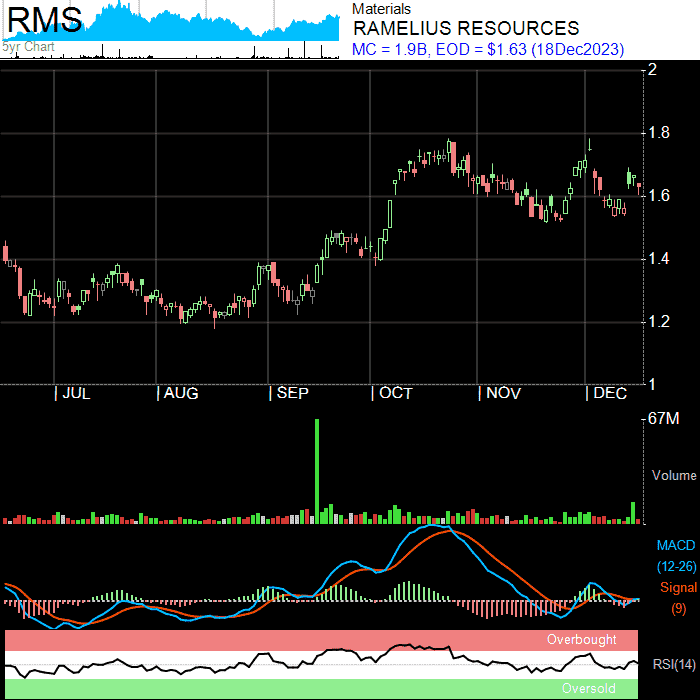 RMS
5yr Chart
Materials
RAMELIUS RESOURCES
MC = 1.9B, EOD = $1.63 (18Dec2023)
2
1.8
1.6
1.4
1.2
1
JUL AUG SEP OCT NOV DEC
67M
Volume
MACD
(12-26)
Signal
(9)
Overbought
RSI(14)
Oversold